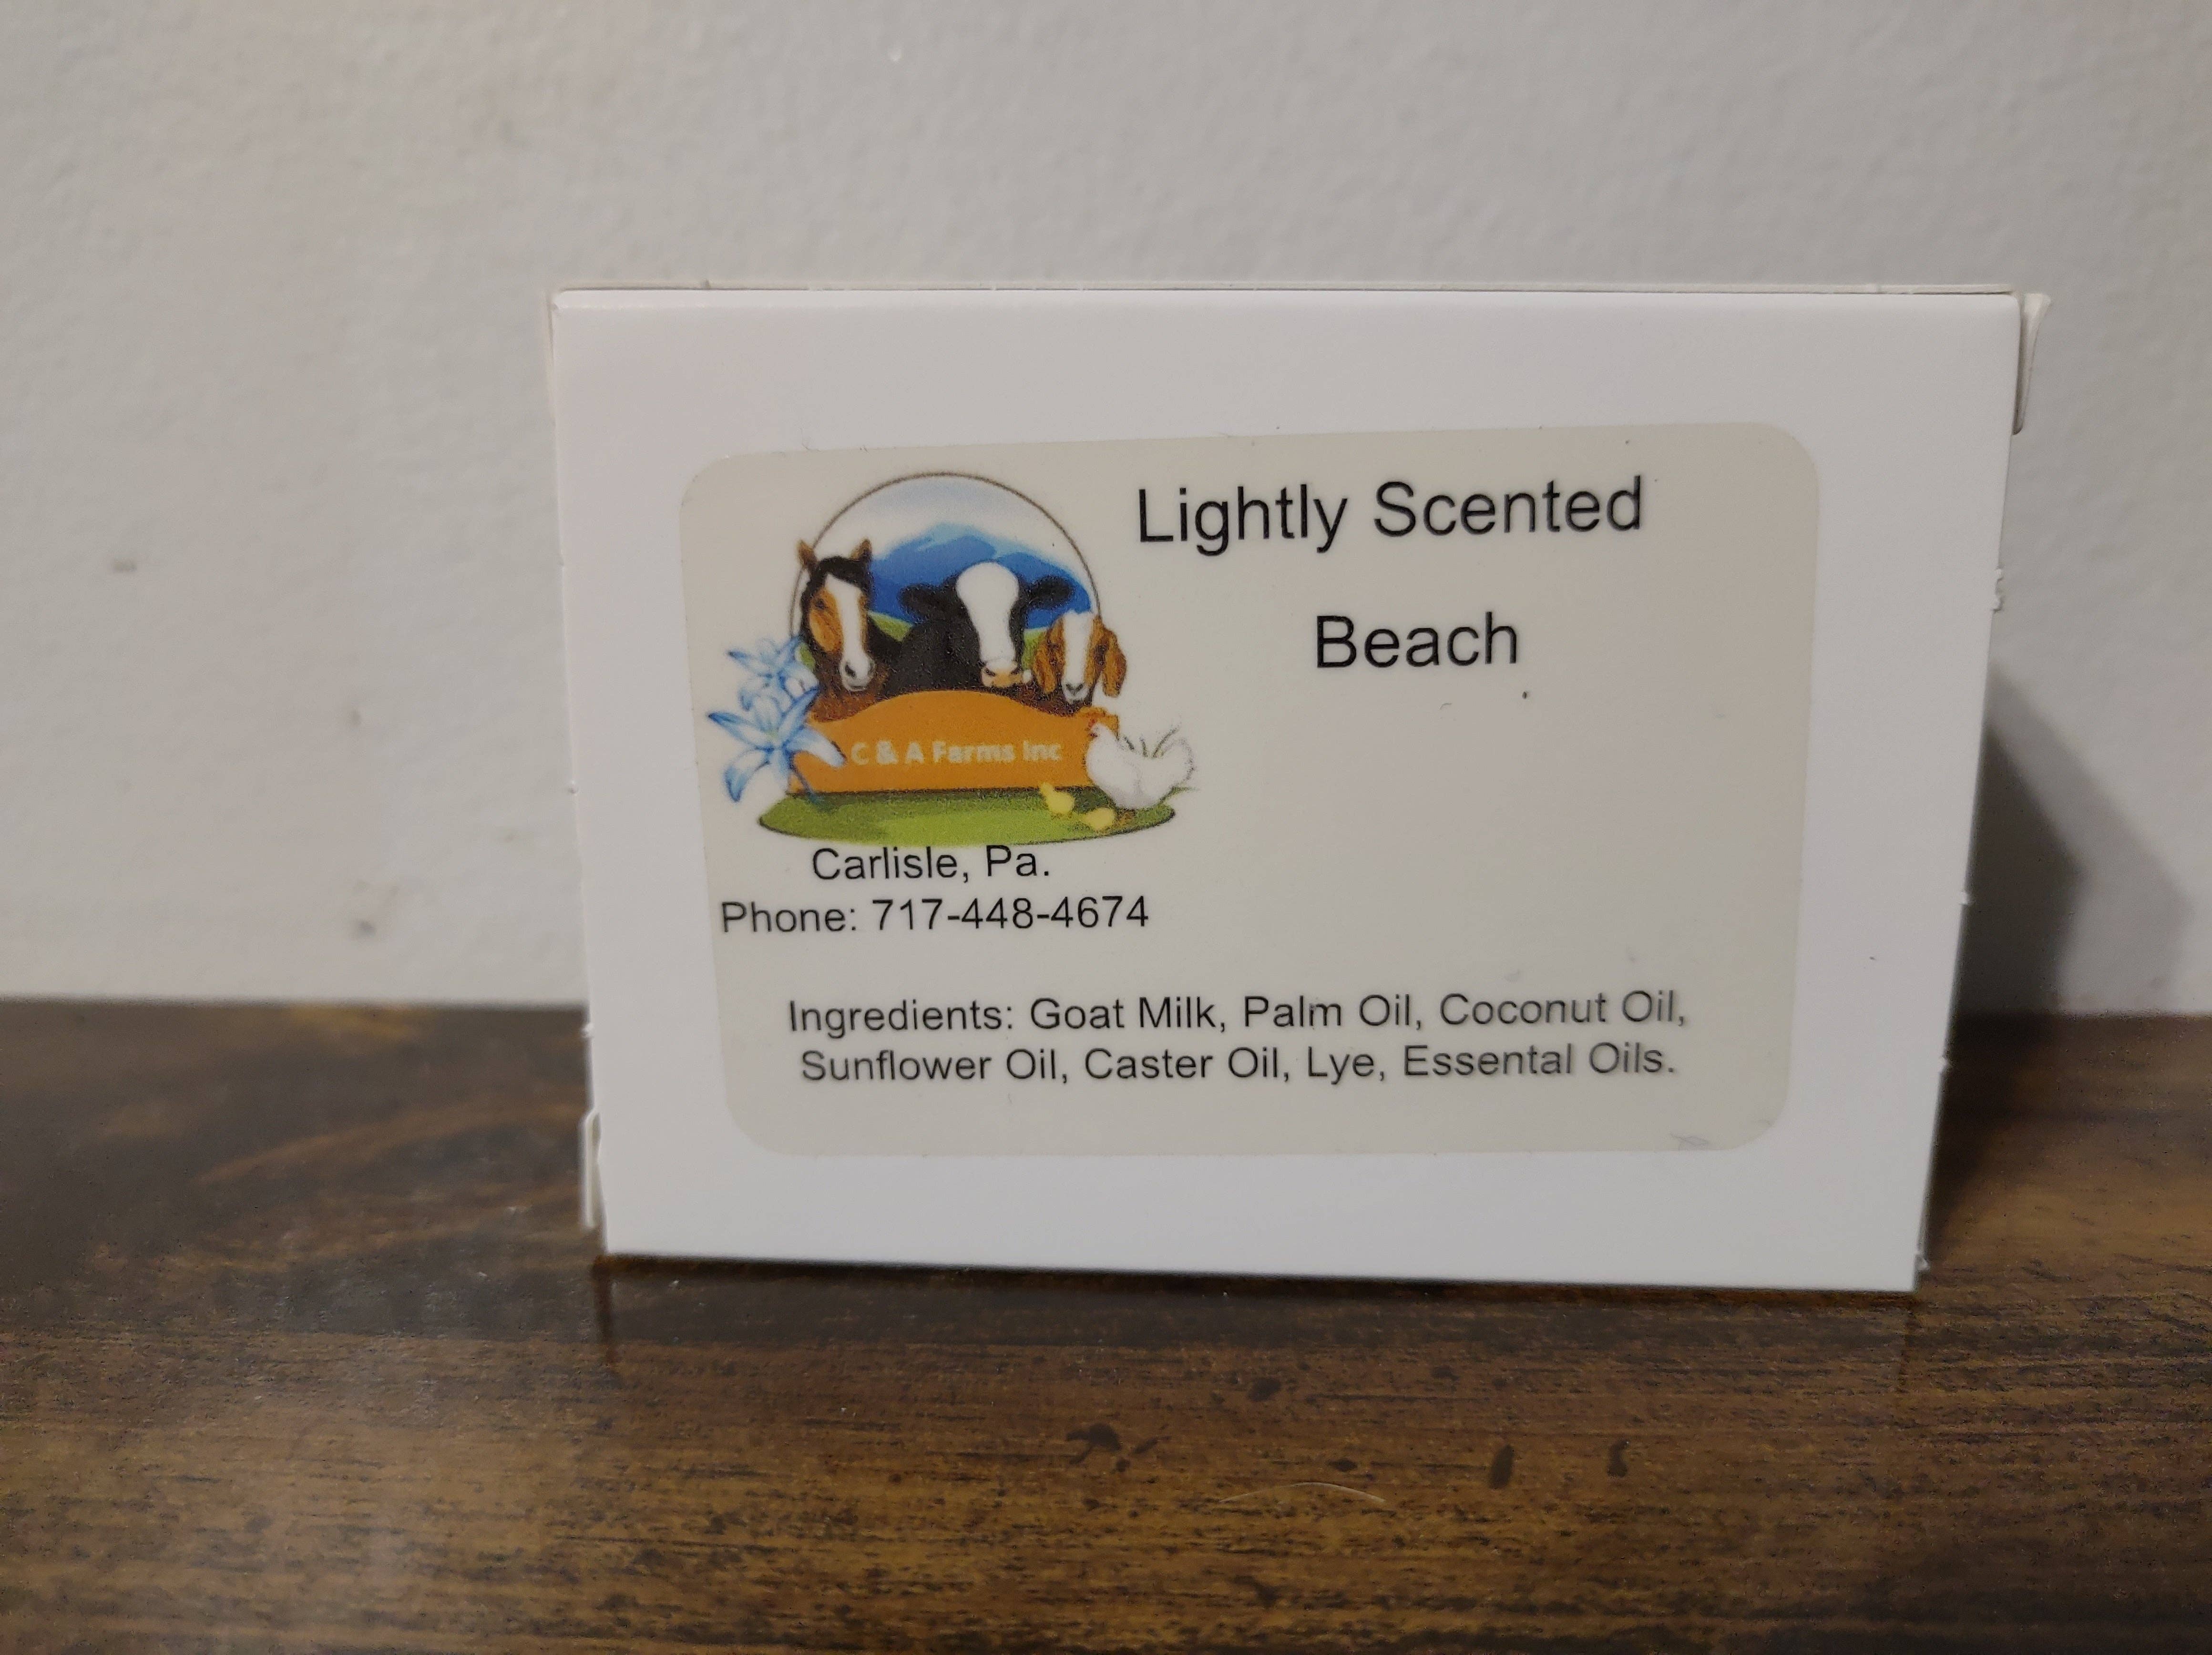 Lightly Scented
Beach
C & A Farms Inc
Carlisle, Pa.
Phone: 717-448-4674
Ingredients: Goat Milk, Palm Oil, Coconut Oil,
Sunflower Oil, Caster Oil, Lye, Essental Oils.